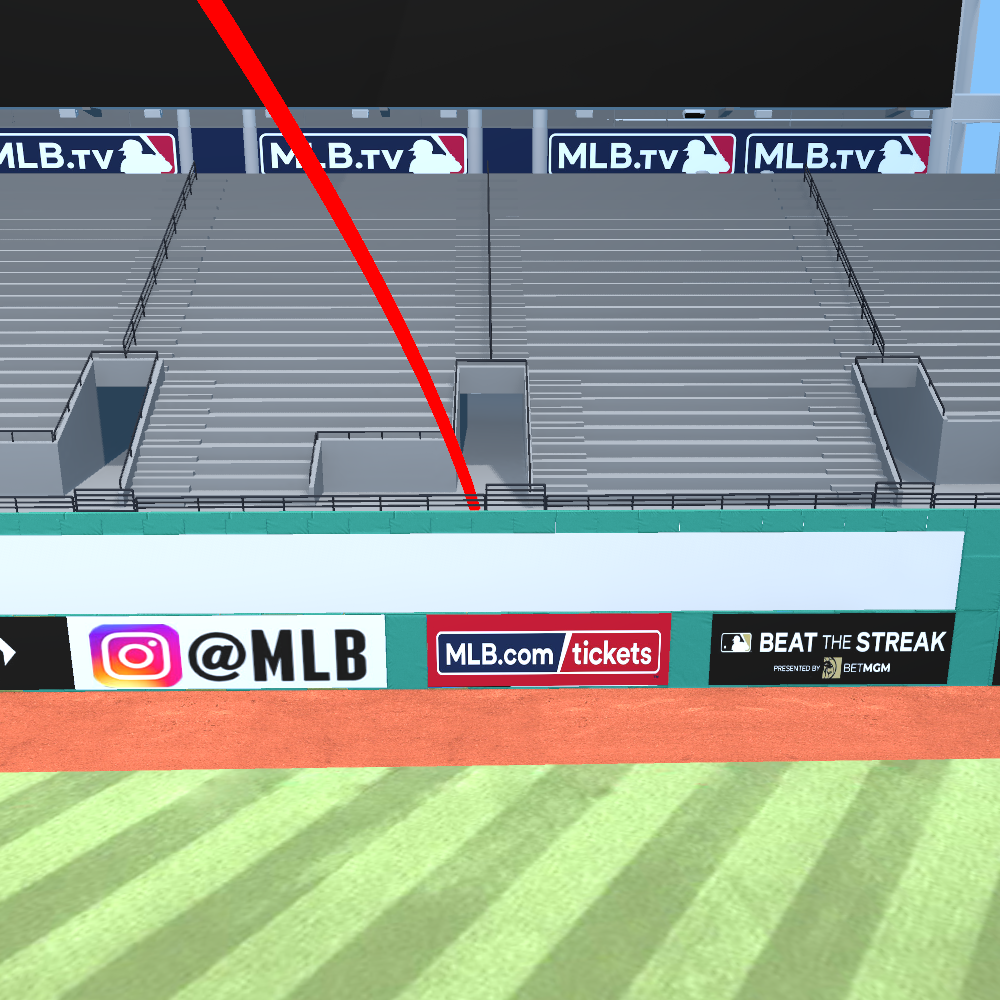 MLB.TV
MLB.TV
MLB.TV
MLB.TV
@MLB
MLB.com/tickets
BEAT THE STREAK
PRESENTED BY BETMGM